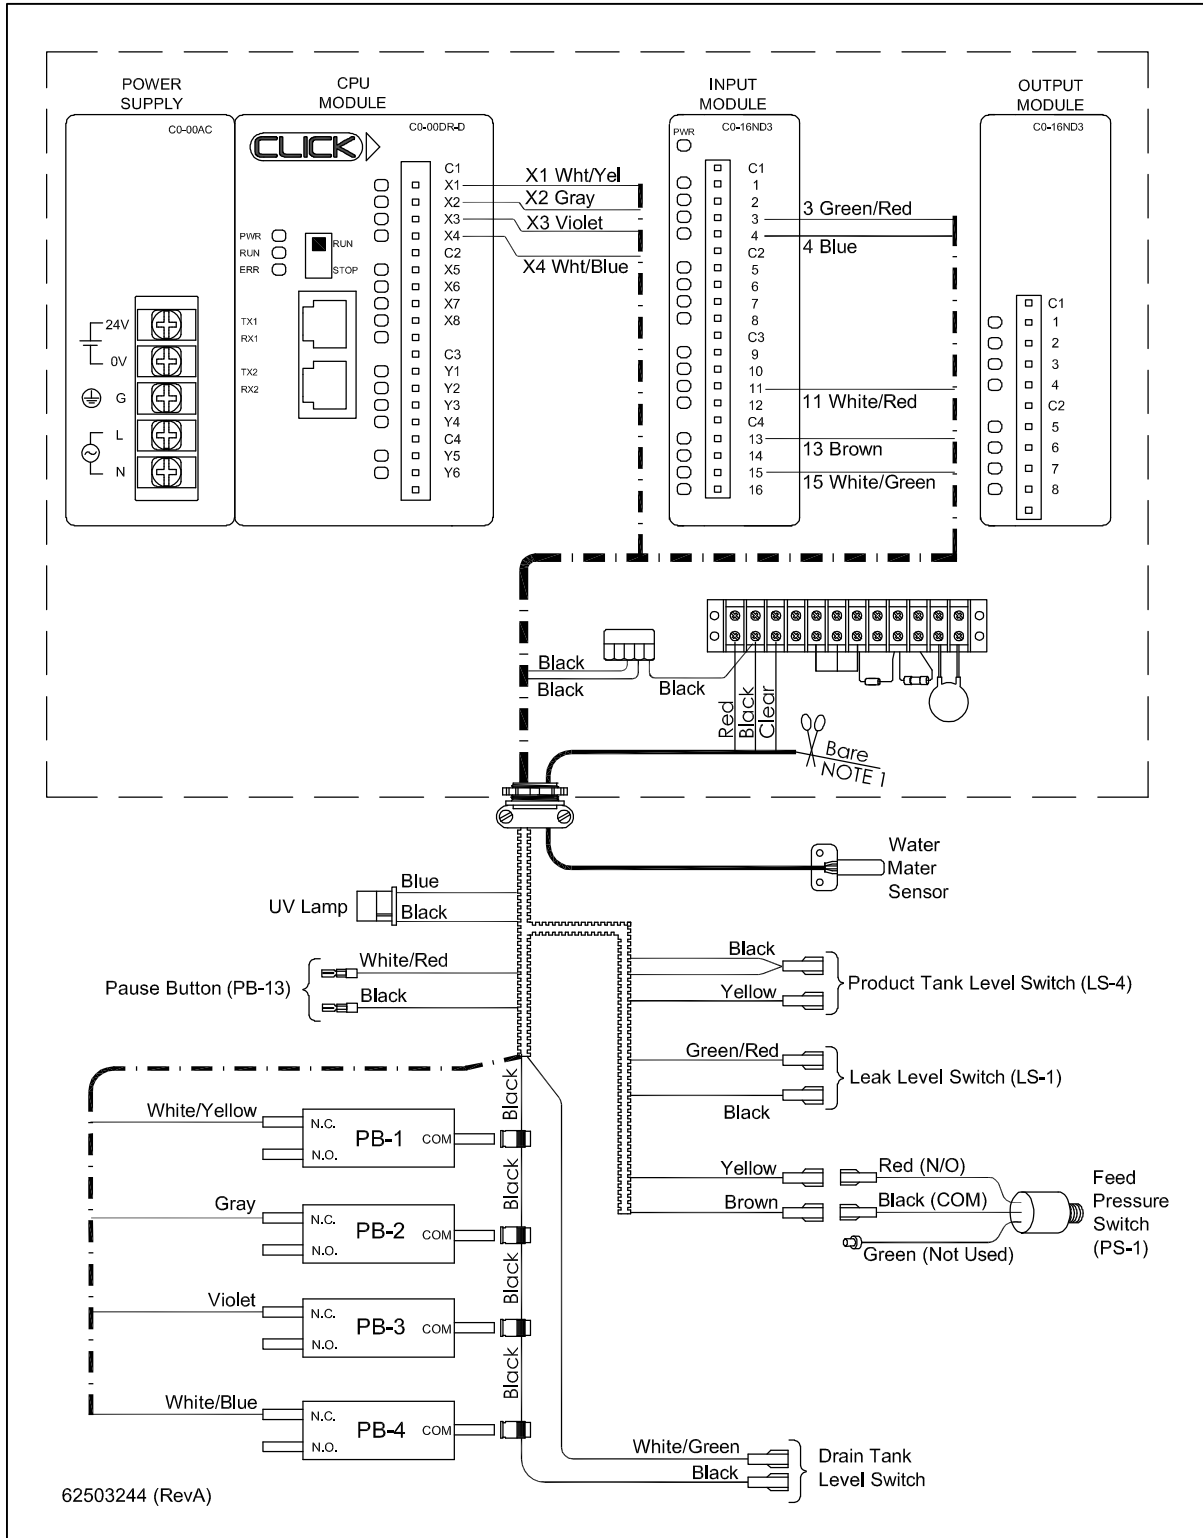 POWER
SUPPLY
CPU
MODULE
INPUT
MODULE
OUTPUT
MODULE
C0-00AC
C0-00DR-D
C0-16ND3
C0-16ND3
CLICK
PWR
C1
X1
X2
X3
X4
C2
X5
X6
X7
X8
C3
Y1
Y2
Y3
Y4
C4
Y5
Y6
PWR
RUN
ERR
RUN
STOP
TX1
RX1
TX2
RX2
24V
0V
G
L
N
X1 Wht/Yel
X2 Gray
X3 Violet
X4 Wht/Blue
C1
1
2
3
4
C2
5
6
7
8
C3
9
10
11
12
C4
13
14
15
16
3 Green/Red
4 Blue
11 White/Red
13 Brown
15 White/Green
C1
1
2
3
4
C2
5
6
7
8
Black
Black
Black
Red
Black
Clear
Bare
NOTE 1
Water
Mater
Sensor
UV Lamp
Blue
Black
Pause Button (PB-13)
White/Red
Black
Black
Yellow
Product Tank Level Switch (LS-4)
Green/Red
Black
Leak Level Switch (LS-1)
Yellow
Brown
Red (N/O)
Black (COM)
Green (Not Used)
Feed
Pressure
Switch
(PS-1)
Black
White/Yellow
N.C.
N.O.
PB-1
COM
Black
Gray
N.C.
N.O.
PB-2
COM
Black
Violet
N.C.
N.O.
PB-3
COM
Black
White/Blue
N.C.
N.O.
PB-4
COM
White/Green
Black
Drain Tank
Level Switch
62503244 (RevA)